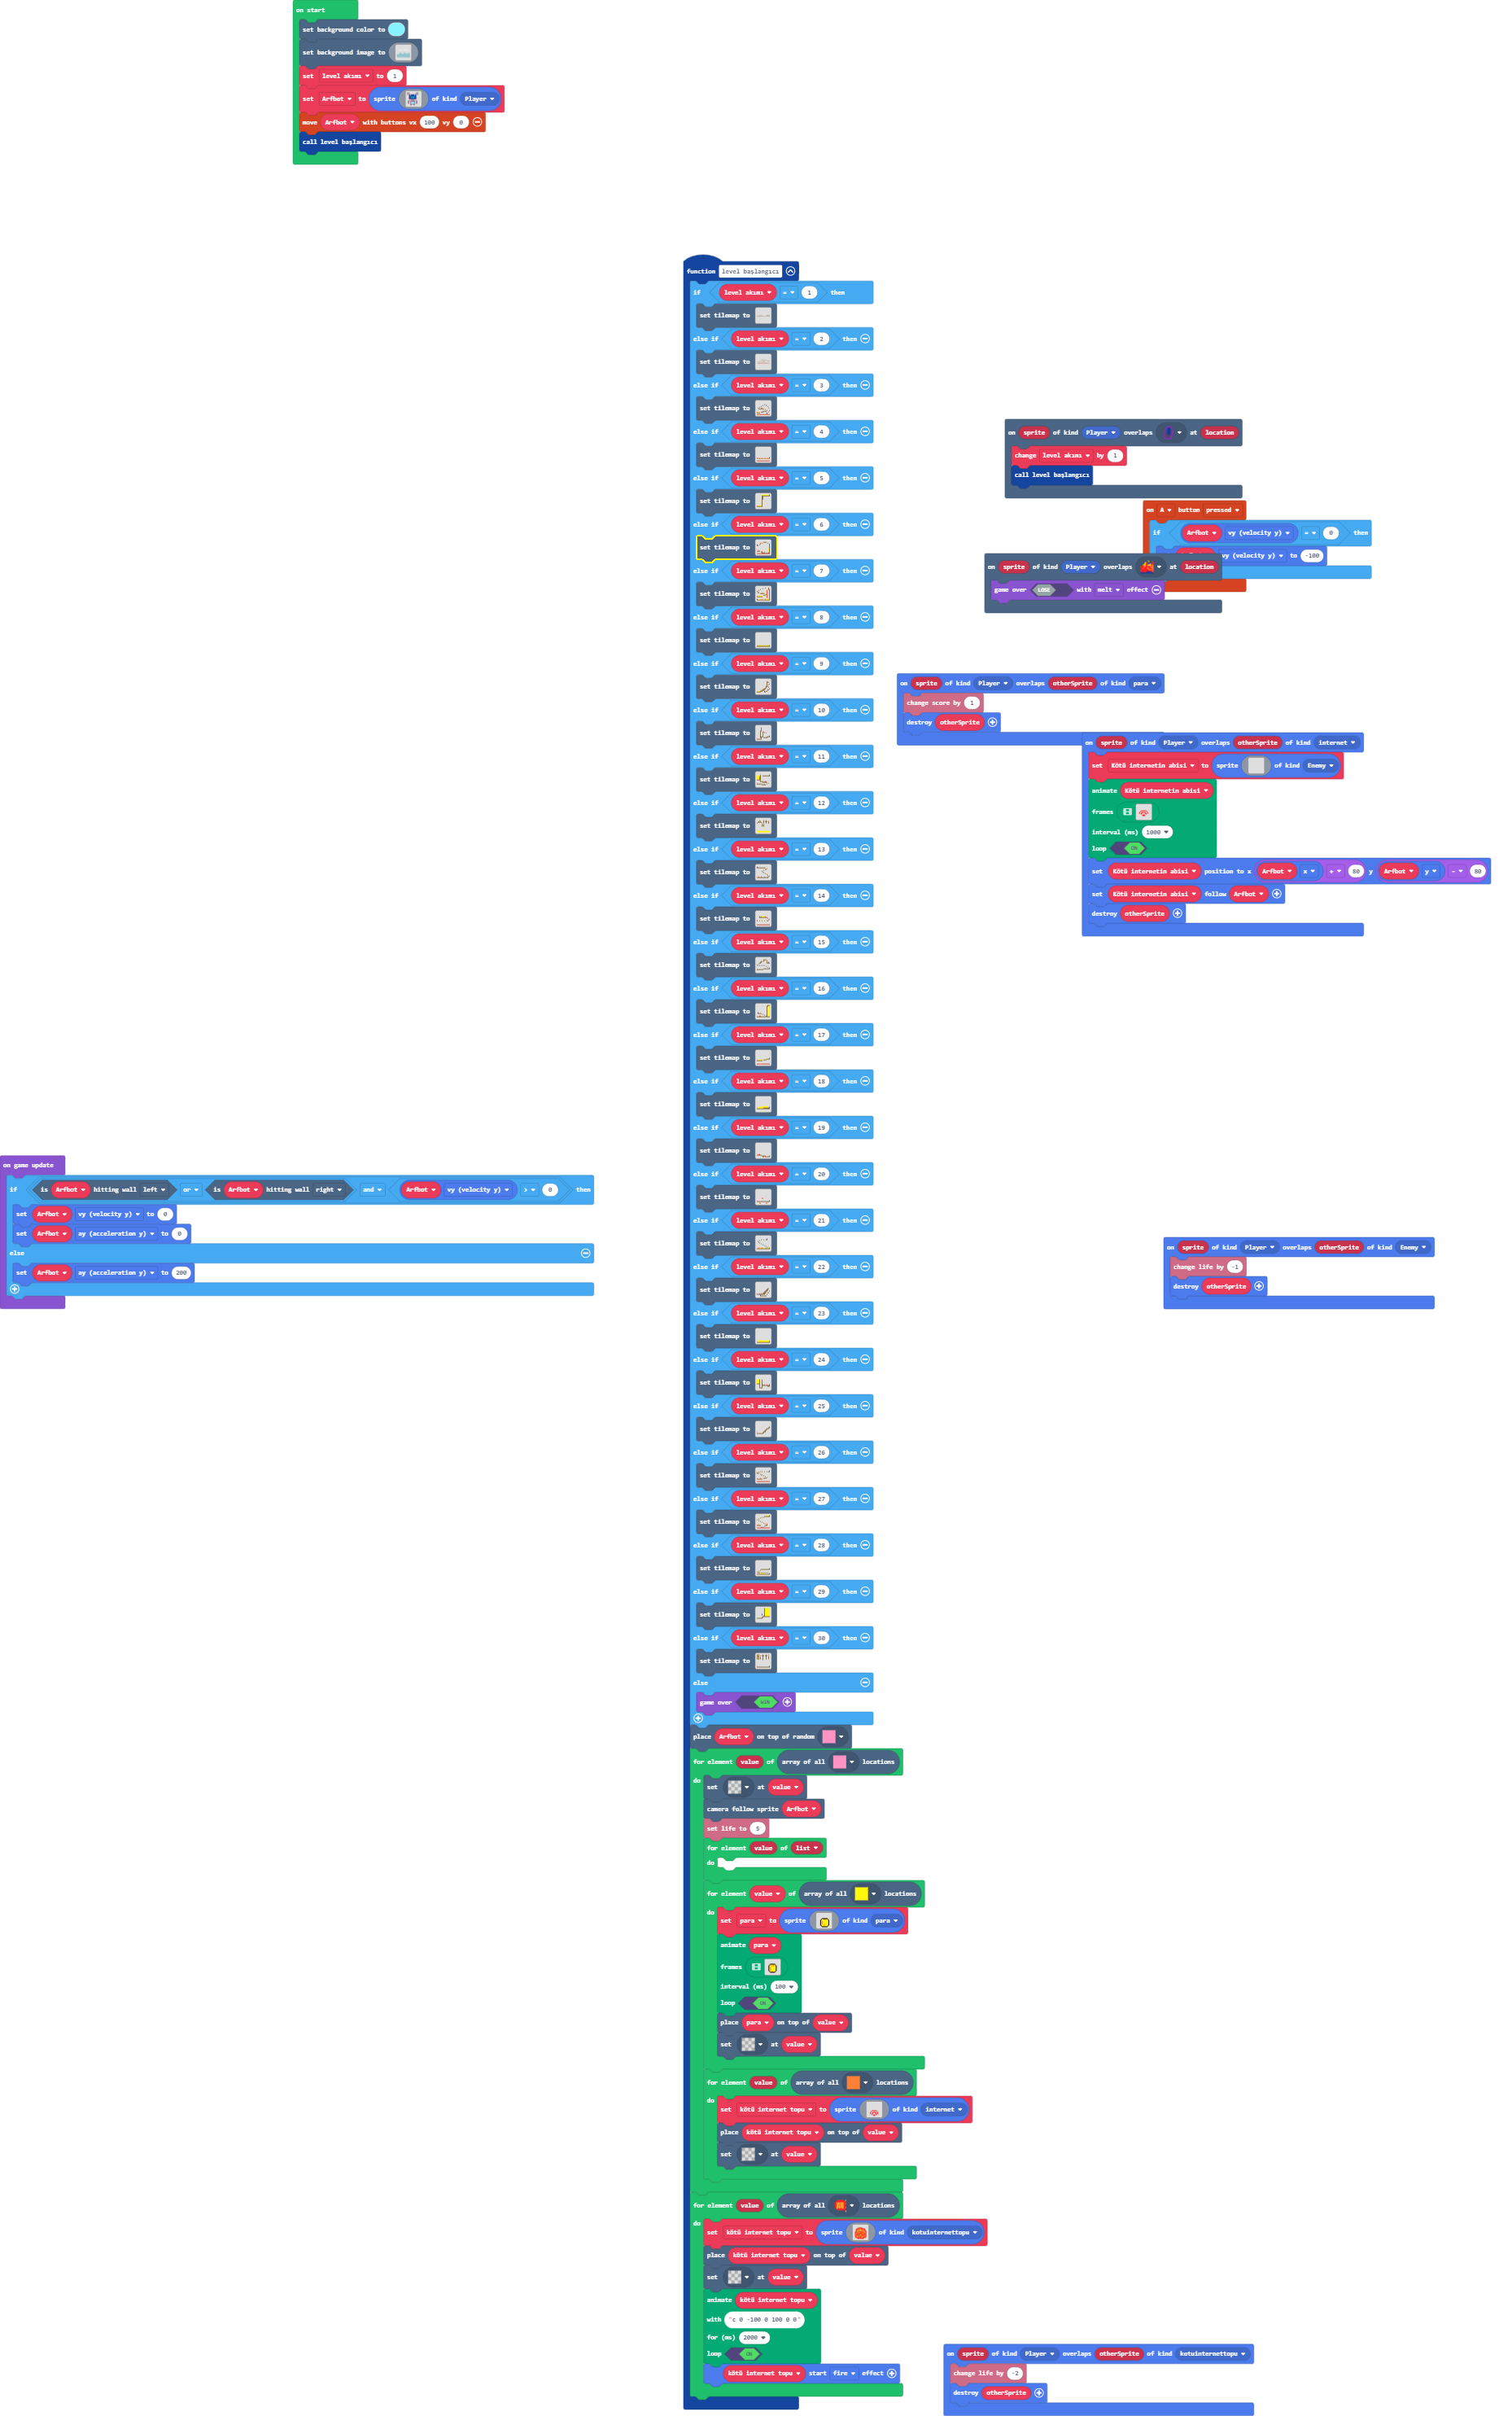 on start
set background color to
set background image to
set level akımı to 1
set Arfbot to sprite of kind Player
move Arfbot with buttons vx 100 vy 0
call level başlangıcı
function level başlangıcı
if level akımı = 1 then
set tilemap to
else if level akımı = 2 then
set tilemap to
else if level akımı = 3 then
set tilemap to
else if level akımı = 4 then
set tilemap to
else if level akımı = 5 then
set tilemap to
else if level akımı = 6 then
set tilemap to
else if level akımı = 7 then
set tilemap to
else if level akımı = 8 then
set tilemap to
else if level akımı = 9 then
set tilemap to
else if level akımı = 10 then
set tilemap to
else if level akımı = 11 then
set tilemap to
else if level akımı = 12 then
set tilemap to
else if level akımı = 13 then
set tilemap to
else if level akımı = 14 then
set tilemap to
else if level akımı = 15 then
set tilemap to
else if level akımı = 16 then
set tilemap to
else if level akımı = 17 then
set tilemap to
else if level akımı = 18 then
set tilemap to
else if level akımı = 19 then
set tilemap to
else if level akımı = 20 then
set tilemap to
else if level akımı = 21 then
set tilemap to
else if level akımı = 22 then
set tilemap to
else if level akımı = 23 then
set tilemap to
else if level akımı = 24 then
set tilemap to
else if level akımı = 25 then
set tilemap to
else if level akımı = 26 then
set tilemap to
else if level akımı = 27 then
set tilemap to
else if level akımı = 28 then
set tilemap to
else if level akımı = 29 then
set tilemap to
else if level akımı = 30 then
set tilemap to
else
game over WIN
place Arfbot on top of random
for element value of array of all locations
do
set at value
camera follow sprite Arfbot
set life to 5
for element value of list
do
for element value of array of all locations
do
set para to sprite of kind para
animate para
frames
interval (ms) 100
loop ON
place para on top of value
set at value
for element value of array of all locations
do
set kötü internet topu to sprite of kind internet
place kötü internet topu on top of value
set at value
for element value of array of all locations
do
set kötü internet topu to sprite of kind kotuinternettopu
place kötü internet topu on top of value
set at value
animate kötü internet topu
with "c 0 -100 0 100 0 0"
for (ms) 2000
loop ON
kötü internet topu start fire effect
on sprite of kind Player overlaps at location
change level akımı by 1
call level başlangıcı
on A button pressed
if Arfbot vy (velocity y) = 0 then
vy (velocity y) to -100
on sprite of kind Player overlaps at location
game over LOSE with melt effect
on sprite of kind Player overlaps otherSprite of kind para
change score by 1
destroy otherSprite
on sprite of kind Player overlaps otherSprite of kind internet
set Kötü internetin abisi to sprite of kind Enemy
animate Kötü internetin abisi
frames
interval (ms) 1000
loop ON
set Kötü internetin abisi position to x Arfbot x + 80 y Arfbot y - 80
set Kötü internetin abisi follow Arfbot
destroy otherSprite
on game update
if is Arfbot hitting wall left or is Arfbot hitting wall right and Arfbot vy (velocity y) > 0 then
set Arfbot vy (velocity y) to 0
set Arfbot ay (acceleration y) to 0
else
set Arfbot ay (acceleration y) to 200
on sprite of kind Player overlaps otherSprite of kind Enemy
change life by -1
destroy otherSprite
on sprite of kind Player overlaps otherSprite of kind kotuinternettopu
change life by -2
destroy otherSprite